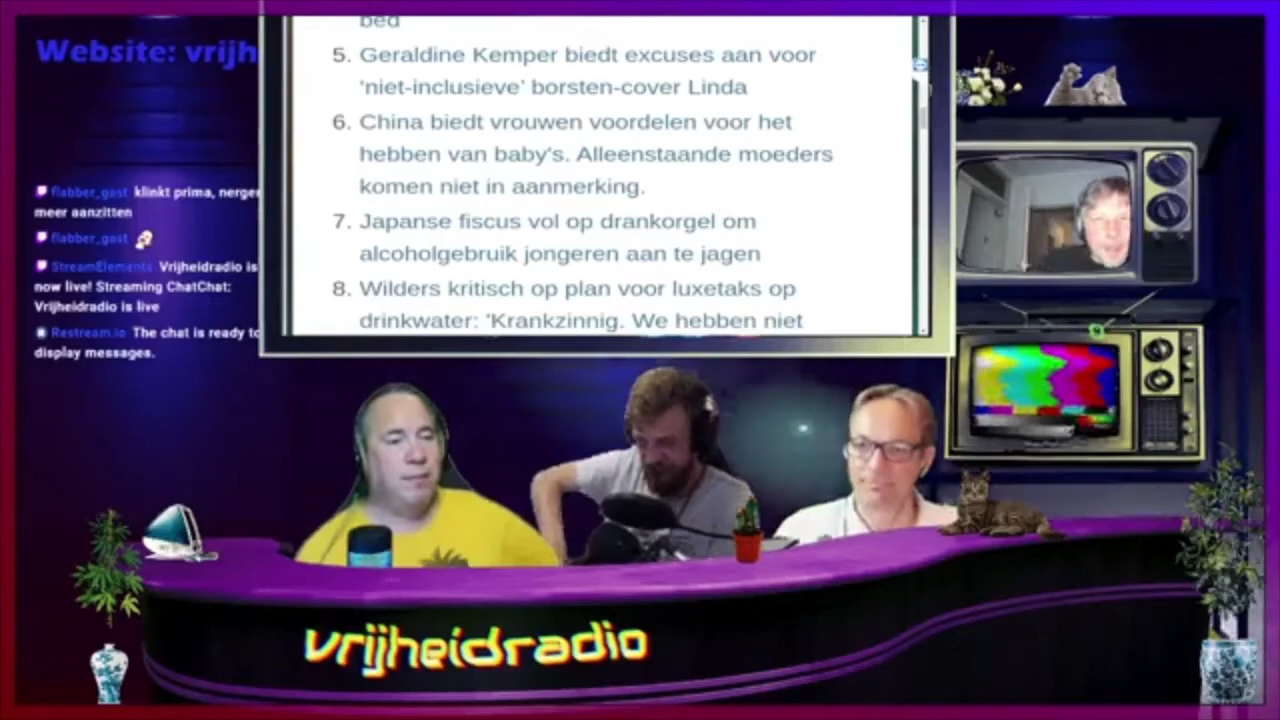 Website: vrijh
bed
5. Geraldine Kemper biedt excuses aan voor
‘niet-inclusieve’ borsten-cover Linda
6. China biedt vrouwen voordelen voor het
hebben van baby's. Alleenstaande moeders
komen niet in aanmerking.
7. Japanse fiscus vol op drankorgel om
alcoholgebruik jongeren aan te jagen
8. Wilders kritisch op plan voor luxetaks op
drinkwater: 'Krankzinnig. We hebben niet
flabber_gast klinkt prima, nerge
meer aanzitten
flabber_gast
StreamElements Vrijheidradio is
now live! Streaming ChatChat:
Vrijheidradio is live
Restream.io The chat is ready to
display messages.
vrijheidradio